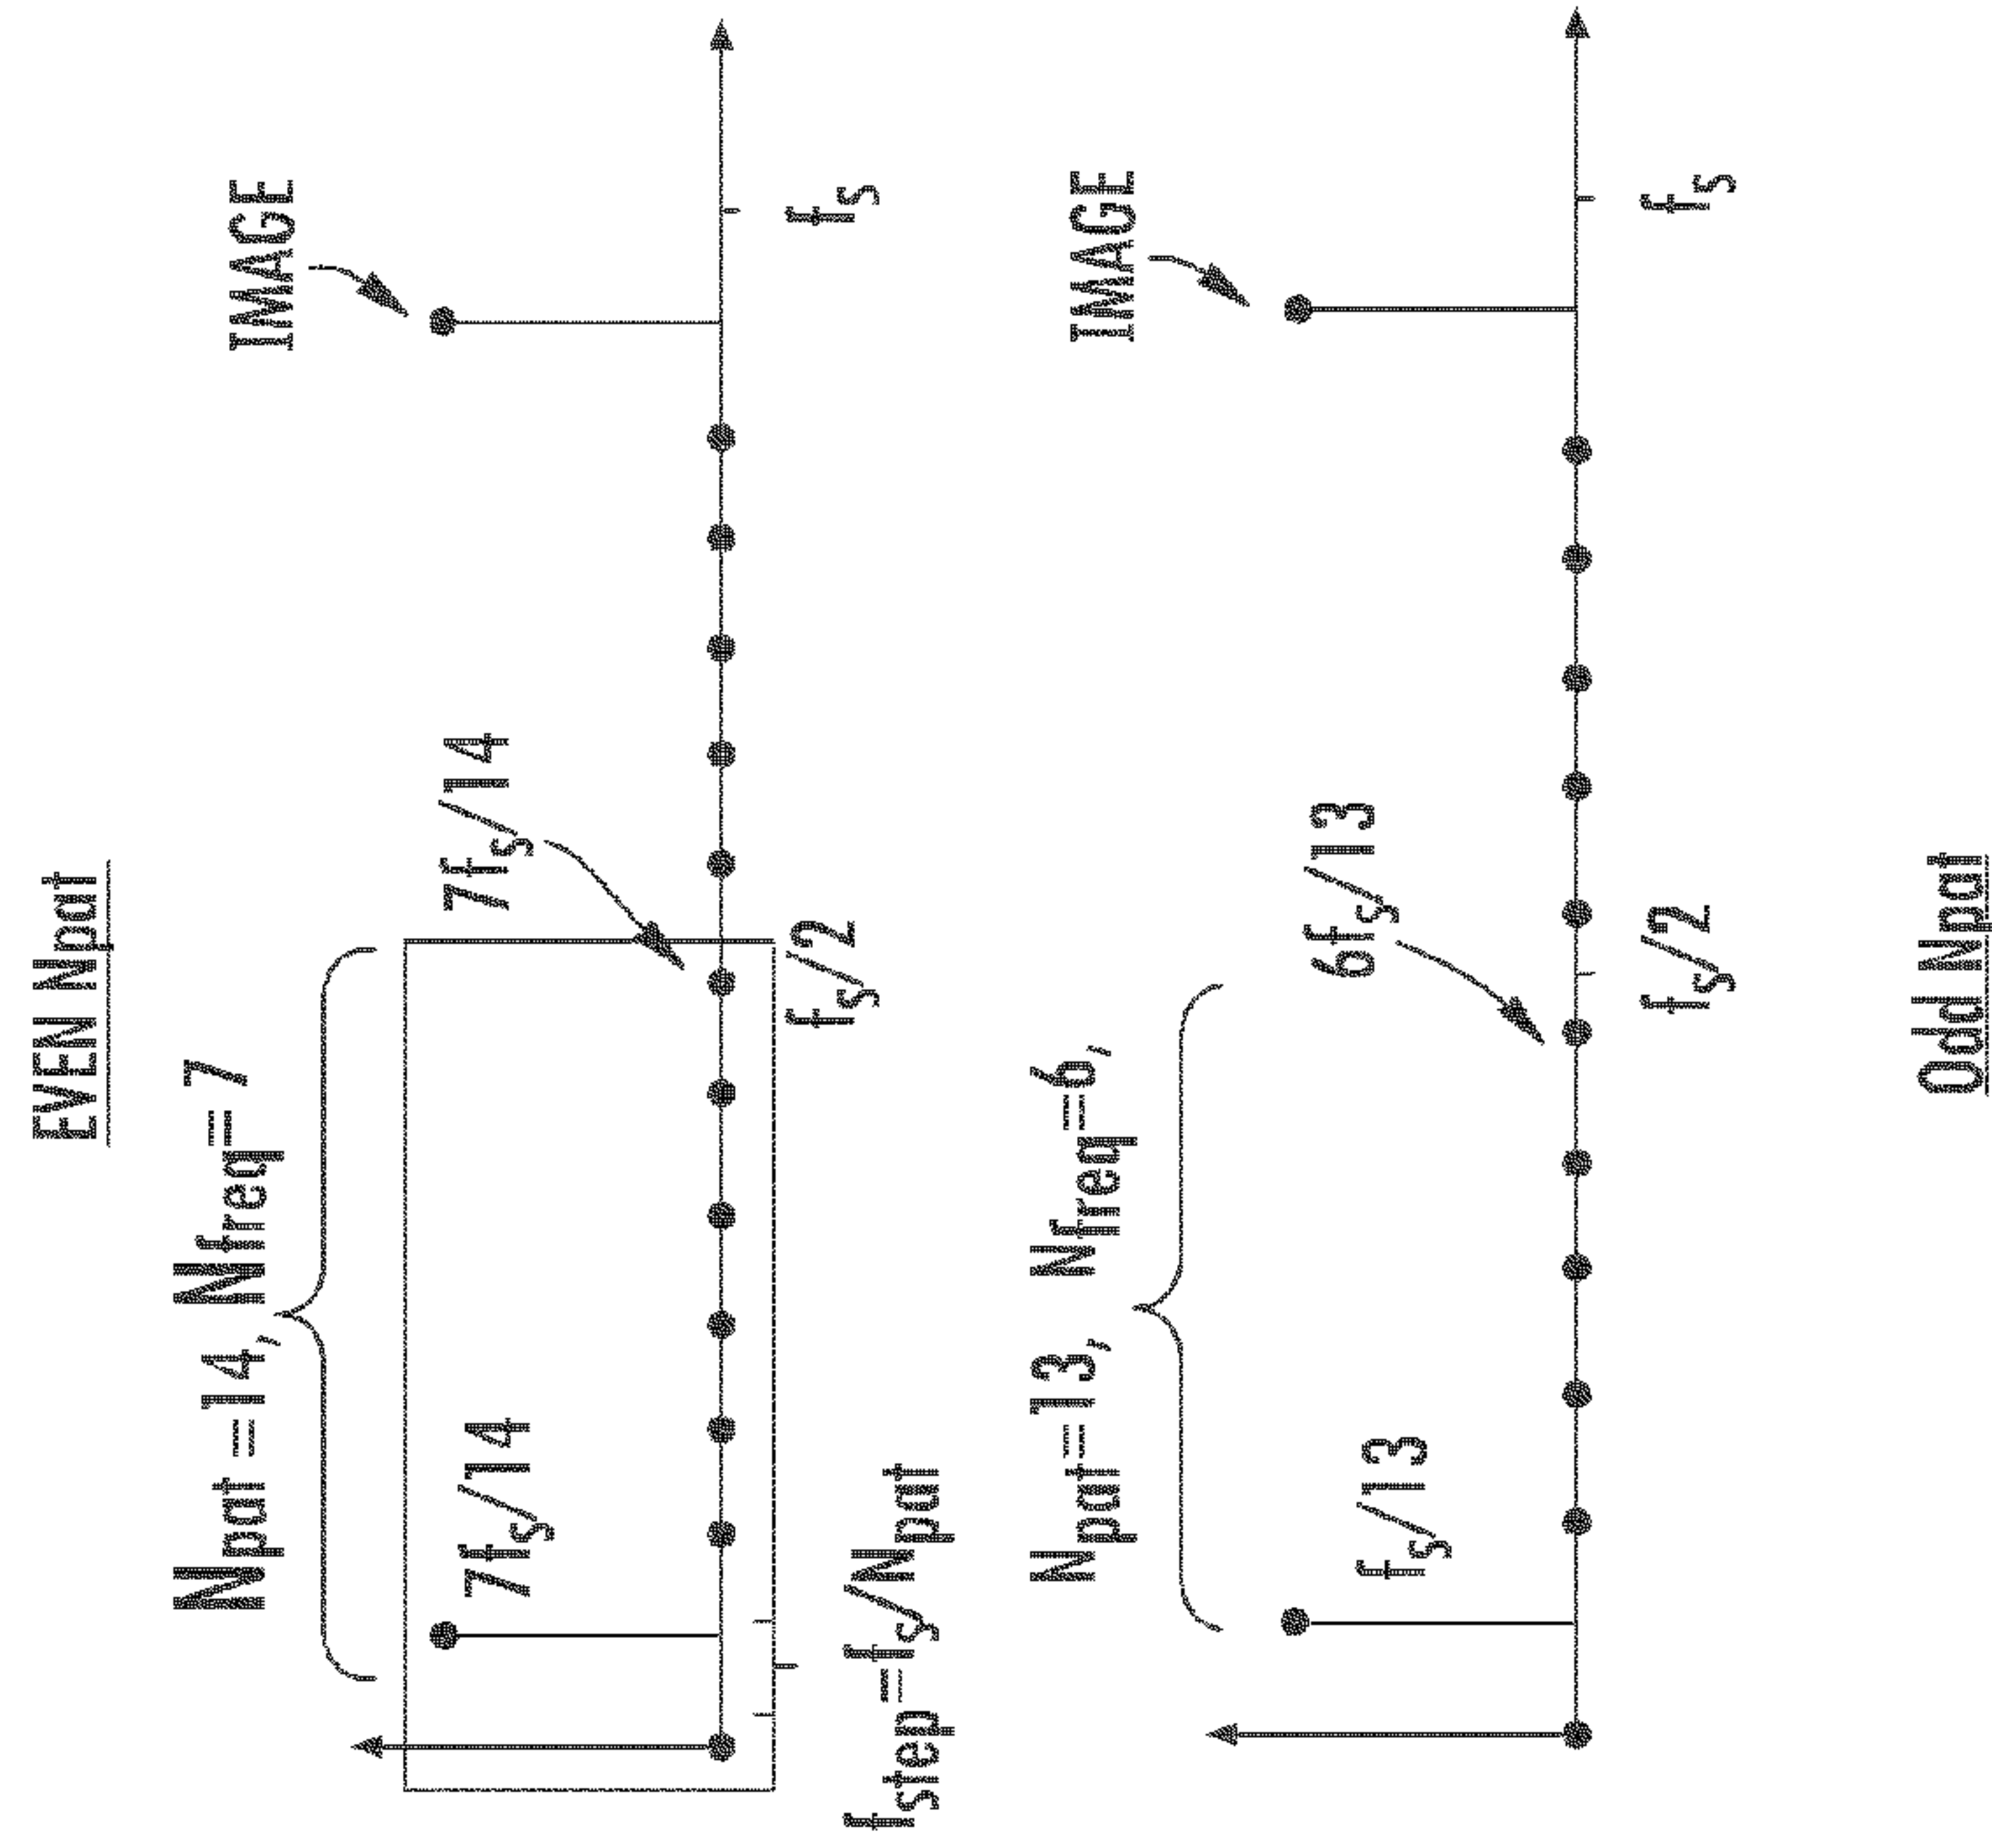 EVEN Npat
Npat =14, Nfreq=7
IMAGE
7fs/14
7fs/14
fs/2
fs
fstep=fs/Npat
Npat=13, Nfreq=6,
IMAGE
fs/13
6fs/13
fs/2
fs
Odd Npat